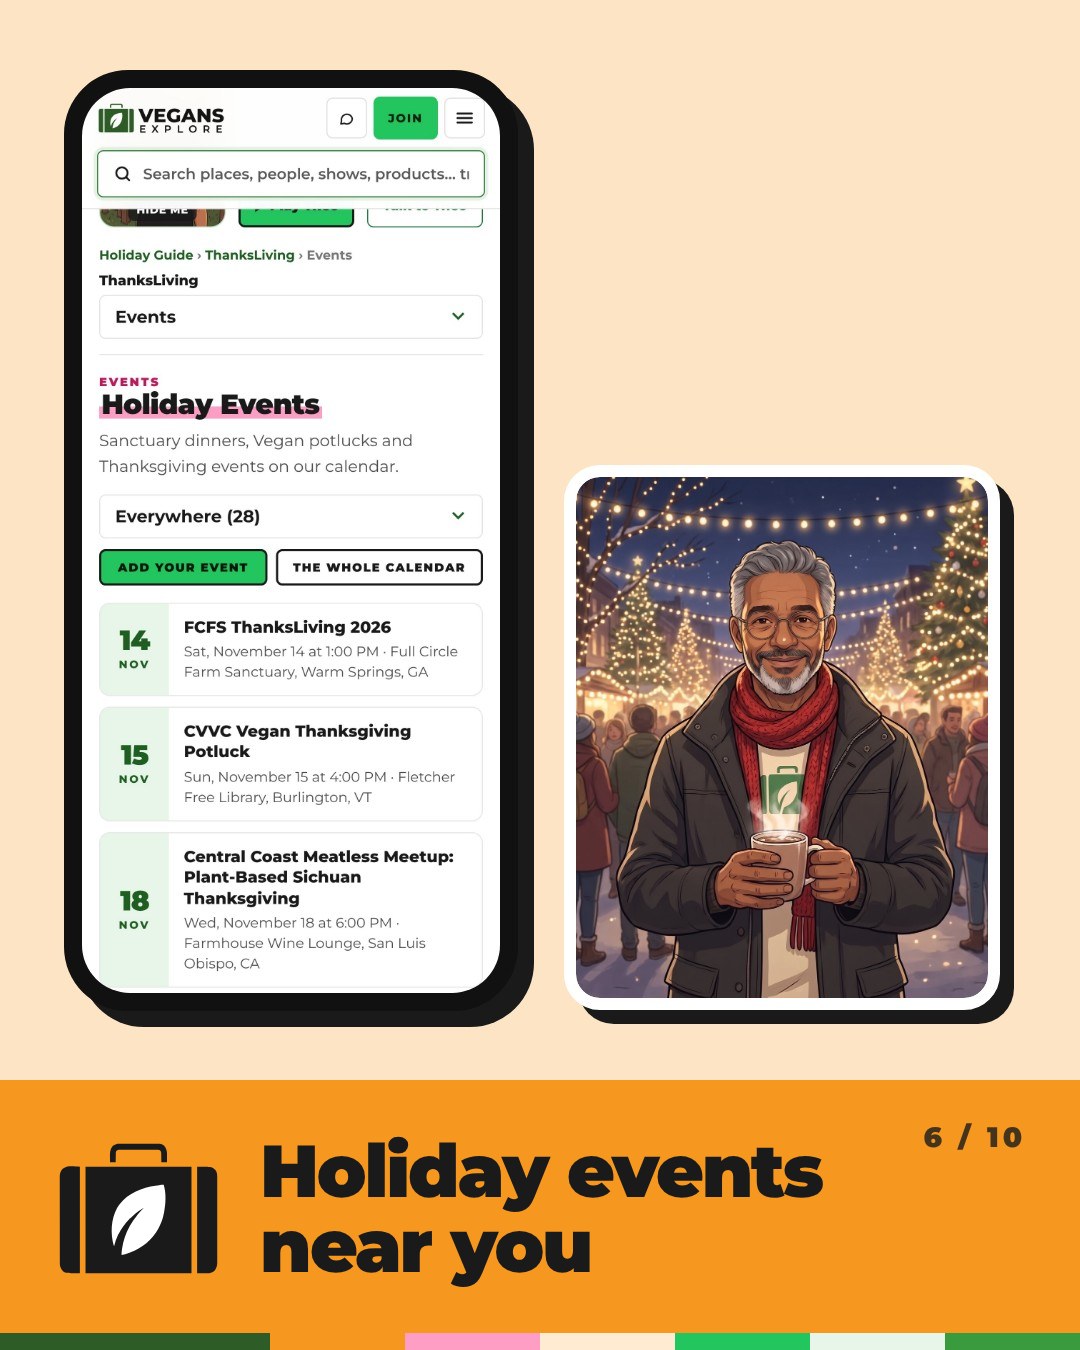 VEGANS
EXPLORE
JOIN
Search places, people, shows, products...
HIDE ME
Holiday Guide › ThanksLiving › Events
ThanksLiving
Events
EVENTS
Holiday Events
Sanctuary dinners, Vegan potlucks and
Thanksgiving events on our calendar.
Everywhere (28)
ADD YOUR EVENT
THE WHOLE CALENDAR
14
NOV
FCFS ThanksLiving 2026
Sat, November 14 at 1:00 PM · Full Circle
Farm Sanctuary, Warm Springs, GA
15
NOV
CVVC Vegan Thanksgiving
Potluck
Sun, November 15 at 4:00 PM · Fletcher
Free Library, Burlington, VT
18
NOV
Central Coast Meatless Meetup:
Plant-Based Sichuan
Thanksgiving
Wed, November 18 at 6:00 PM ·
Farmhouse Wine Lounge, San Luis
Obispo, CA
6 / 10
Holiday events
near you